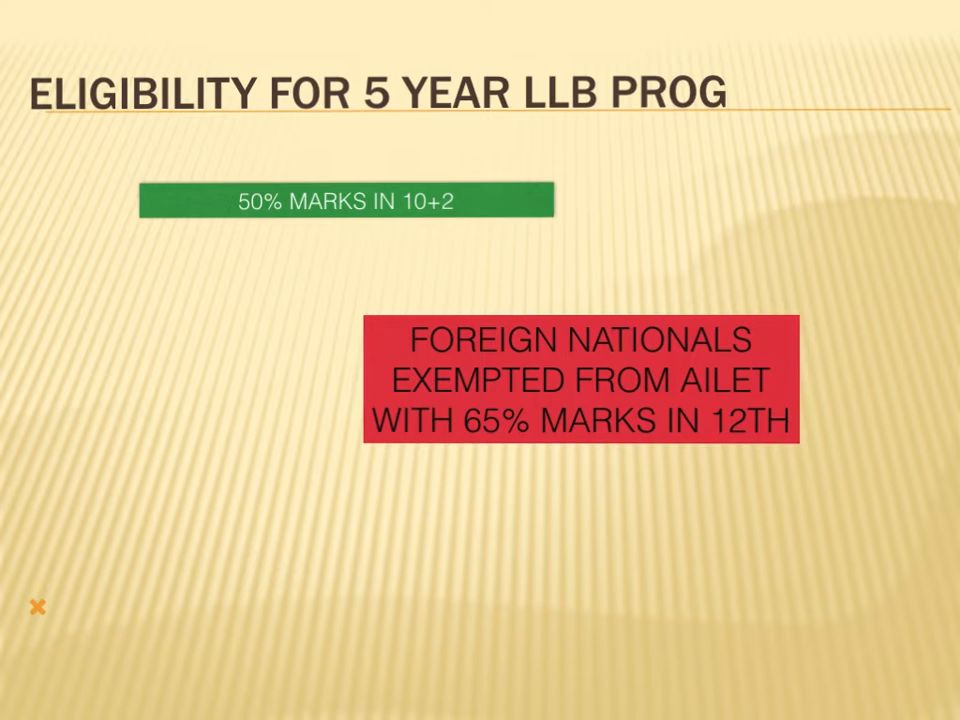 ELIGIBILITY FOR 5 YEAR LLB PROG
50% MARKS IN 10+2
FOREIGN NATIONALS
EXEMPTED FROM AILET
WITH 65% MARKS IN 12TH